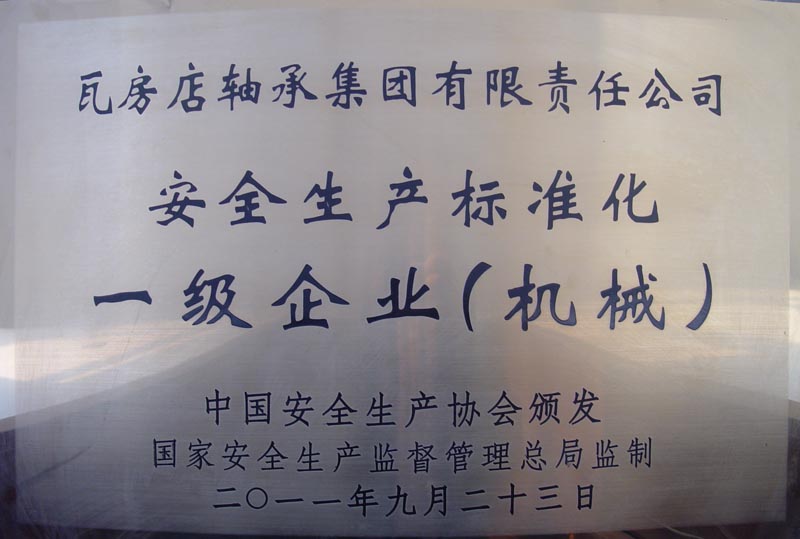 瓦房店轴承集团有限责任公司
安全生产标准化
一级企业(机械)
中国安全生产协会颁发
国家安全生产监督管理总局监制
二〇一一年九月二十三日